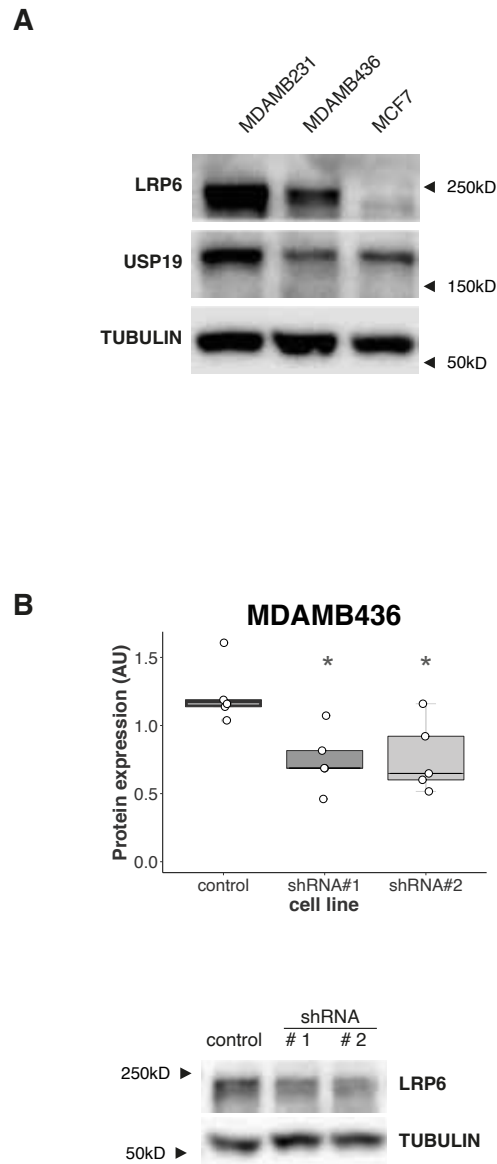 A
MDAMB231 MDAMB436 MCF7
LRP6 ◄ 250kD
USP19
◄ 150kD
TUBULIN
◄ 50kD
B
MDAMB436
Protein expression (AU)
1.5
* *
1.0
0.5
0.0
control shRNA#1 shRNA#2
cell line
shRNA
control # 1 # 2
250kD ► LRP6
TUBULIN
50kD ►